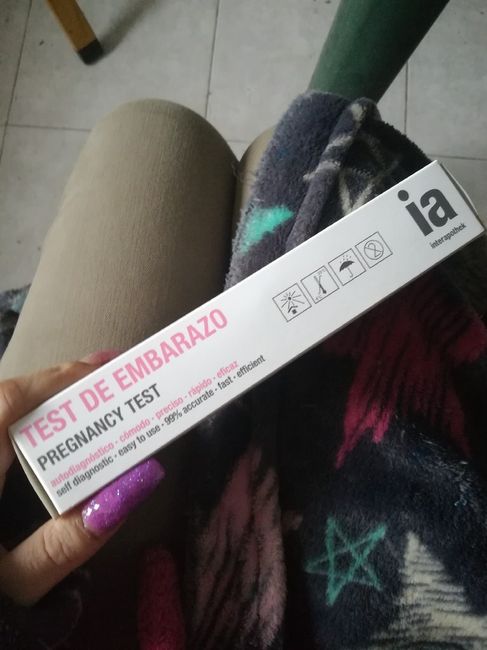 ia
interapothek
TEST DE EMBARAZO
PREGNANCY TEST
autodiagnóstico - cómodo - preciso - rápido - eficaz
self diagnostic - easy to use - 99% accurate - fast - efficient